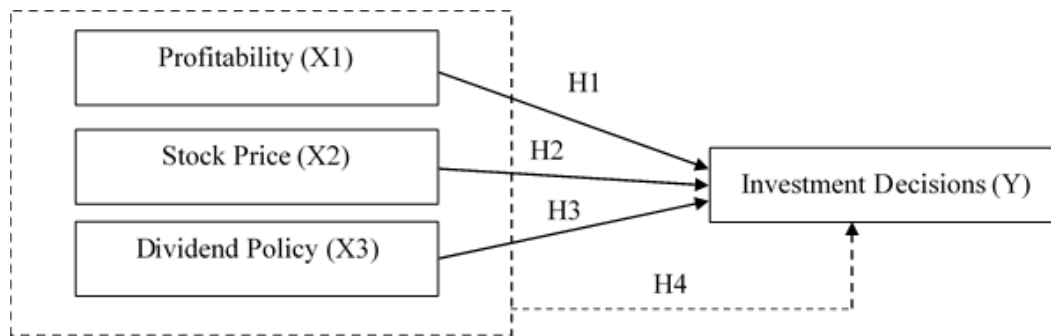 Profitability (X1)
H1
Stock Price (X2)
H2
Investment Decisions (Y)
H3
Dividend Policy (X3)
H4